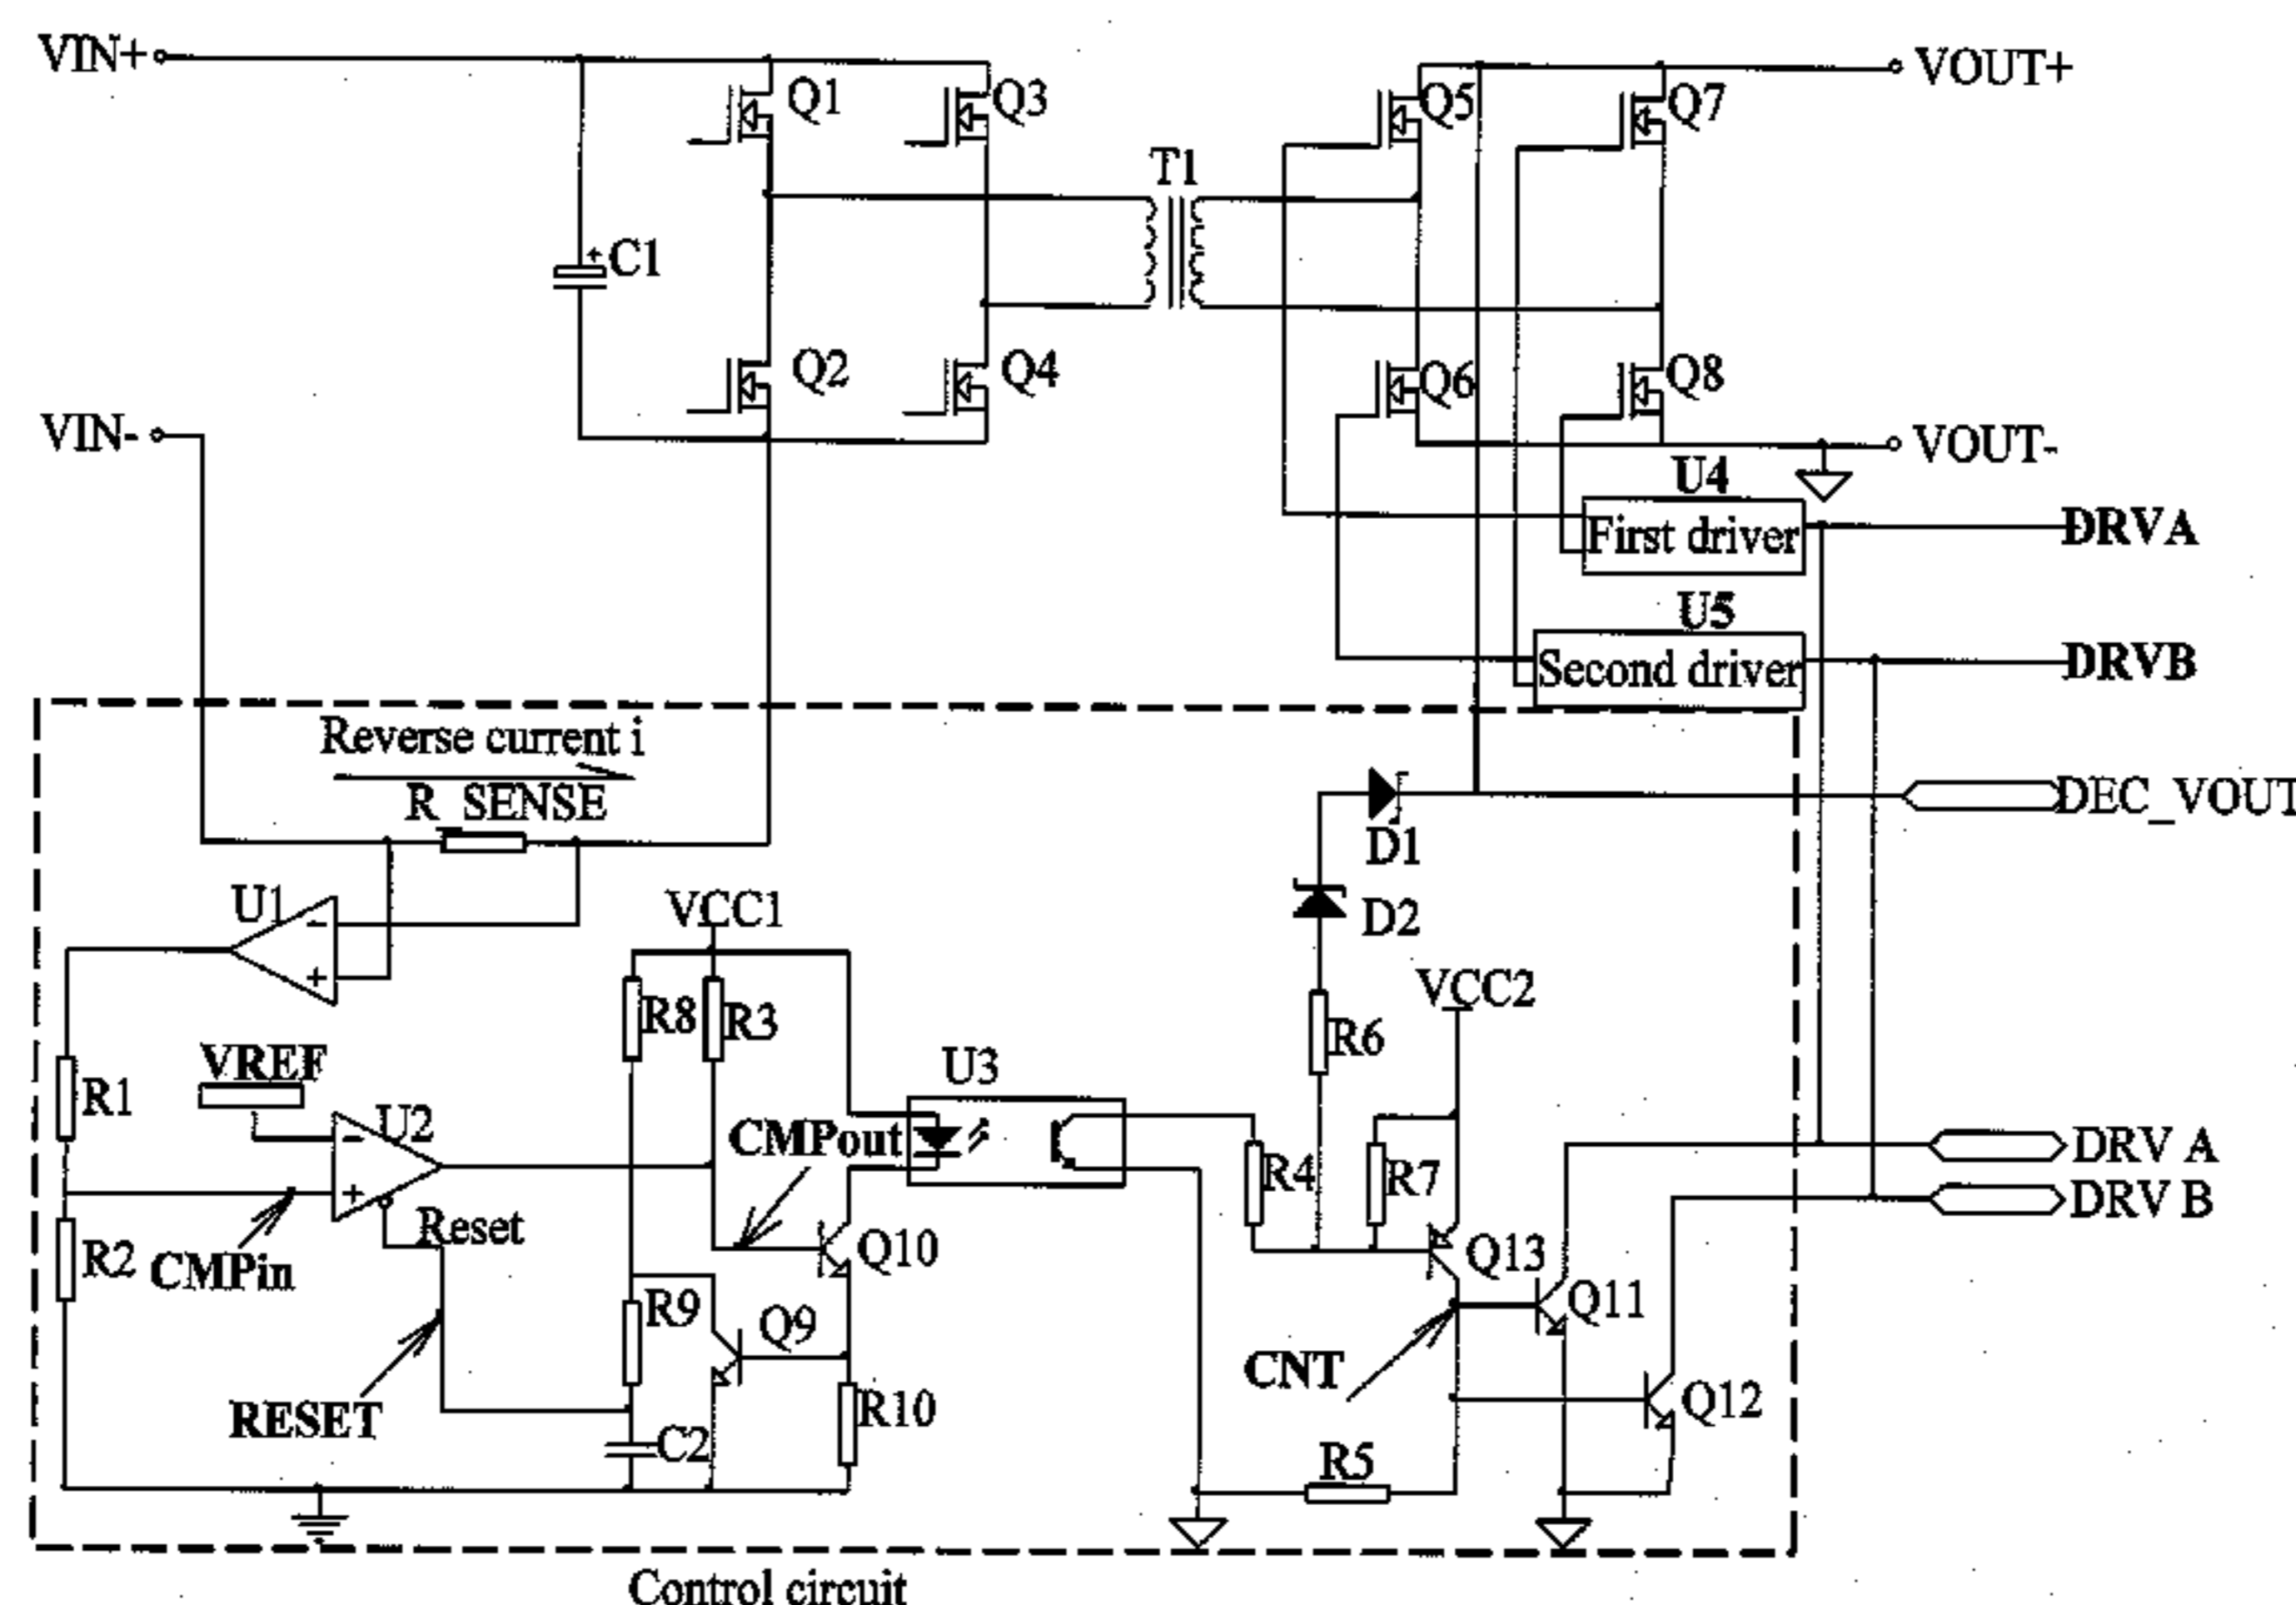 VIN+
Q1
Q3
Q5
Q7
VOUT+
T1
C1
Q2
Q4
Q6
Q8
VIN-
VOUT-
U4
First driver
DRVA
U5
Second driver
DRVB
Reverse current i
R_SENSE
DEC_VOUT
D1
U1
-
+
VCC1
D2
VCC2
R8
R3
R6
VREF
U3
R1
U2
-
+
CMPout
R4
R7
DRV A
DRV B
Reset
R2
CMPin
Q10
Q13
Q11
R9
Q9
CNT
RESET
R10
Q12
C2
R5
Control circuit